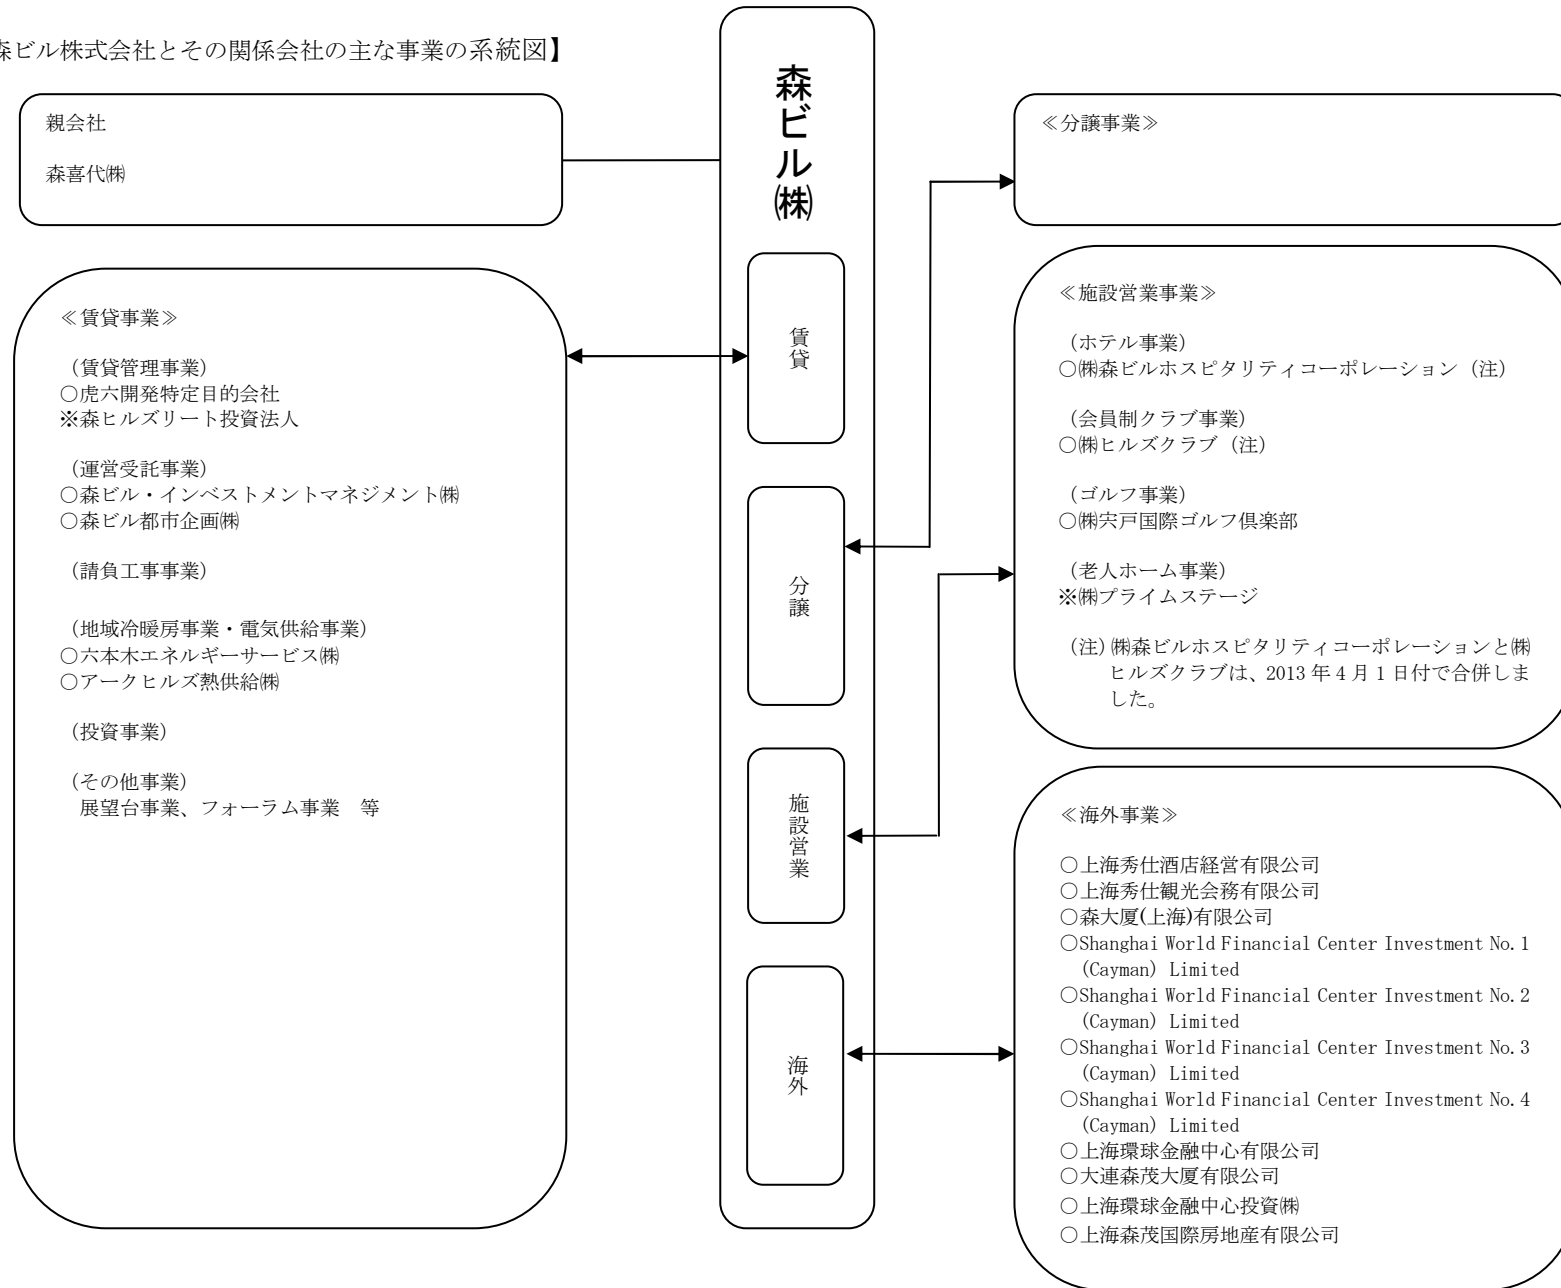 森ビル株式会社とその関係会社の主な事業の系統図】
親会社
森喜代㈱
≪賃貸事業≫
（賃貸管理事業）
○虎六開発特定目的会社
※森ヒルズリート投資法人
（運営受託事業）
○森ビル・インベストメントマネジメント㈱
○森ビル都市企画㈱
（請負工事事業）
（地域冷暖房事業・電気供給事業）
○六本木エネルギーサービス㈱
○アークヒルズ熱供給㈱
（投資事業）
（その他事業）
展望台事業、フォーラム事業　等
森ビル㈱
賃貸
分譲
施設営業
海外
≪分譲事業≫
≪施設営業事業≫
（ホテル事業）
○㈱森ビルホスピタリティコーポレーション（注）
（会員制クラブ事業）
○㈱ヒルズクラブ（注）
（ゴルフ事業）
○㈱宍戸国際ゴルフ倶楽部
（老人ホーム事業）
※㈱プライムステージ
（注）㈱森ビルホスピタリティコーポレーションと㈱
ヒルズクラブは、2013年4月1日付で合併しま
した。
≪海外事業≫
○上海秀仕酒店経営有限公司
○上海秀仕観光会務有限公司
○森大厦(上海)有限公司
○Shanghai World Financial Center Investment No.1
(Cayman) Limited
○Shanghai World Financial Center Investment No.2
(Cayman) Limited
○Shanghai World Financial Center Investment No.3
(Cayman) Limited
○Shanghai World Financial Center Investment No.4
(Cayman) Limited
○上海環球金融中心有限公司
○大連森茂大厦有限公司
○上海環球金融中心投資㈱
○上海森茂国際房地産有限公司